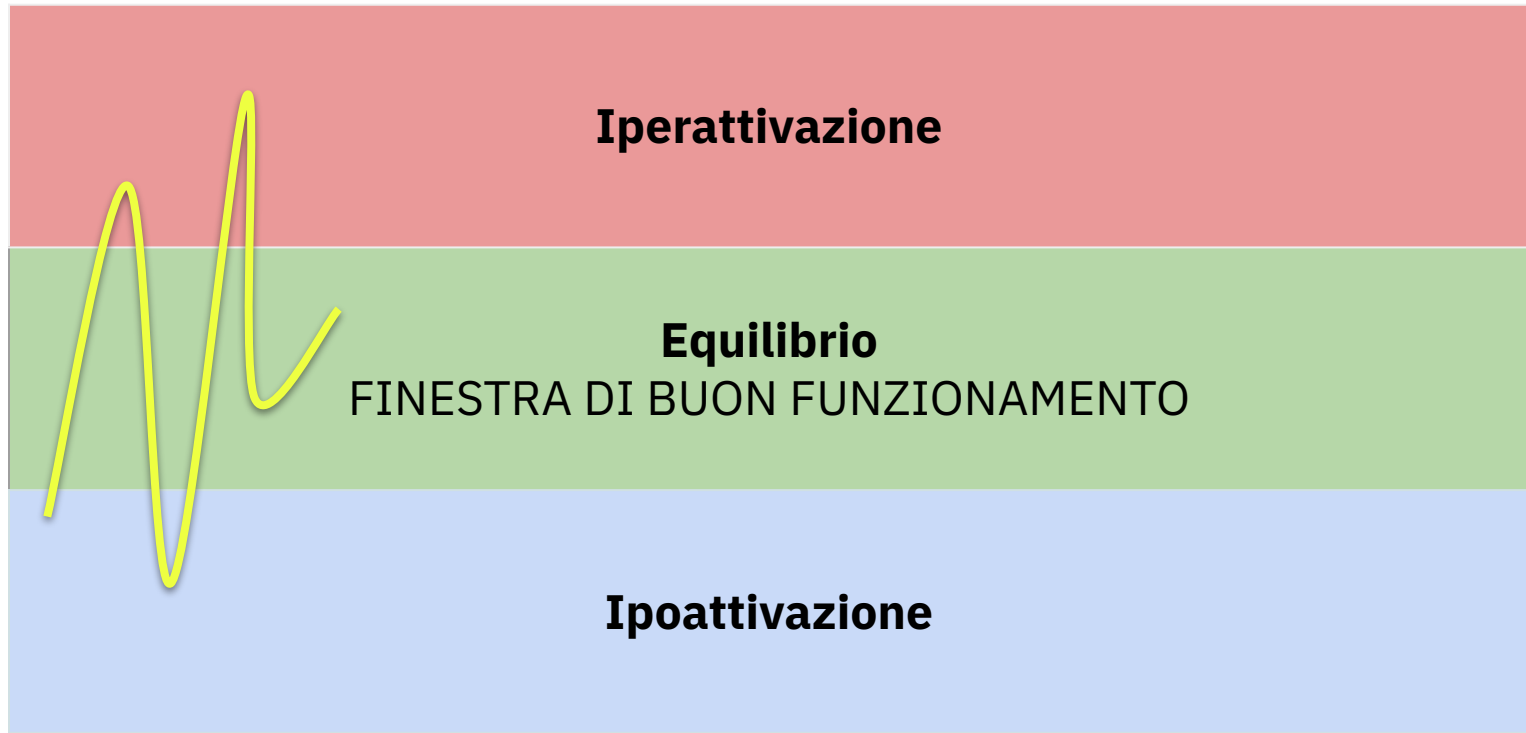 Iperattivazione
Equilibrio
FINESTRA DI BUON FUNZIONAMENTO
Ipoattivazione